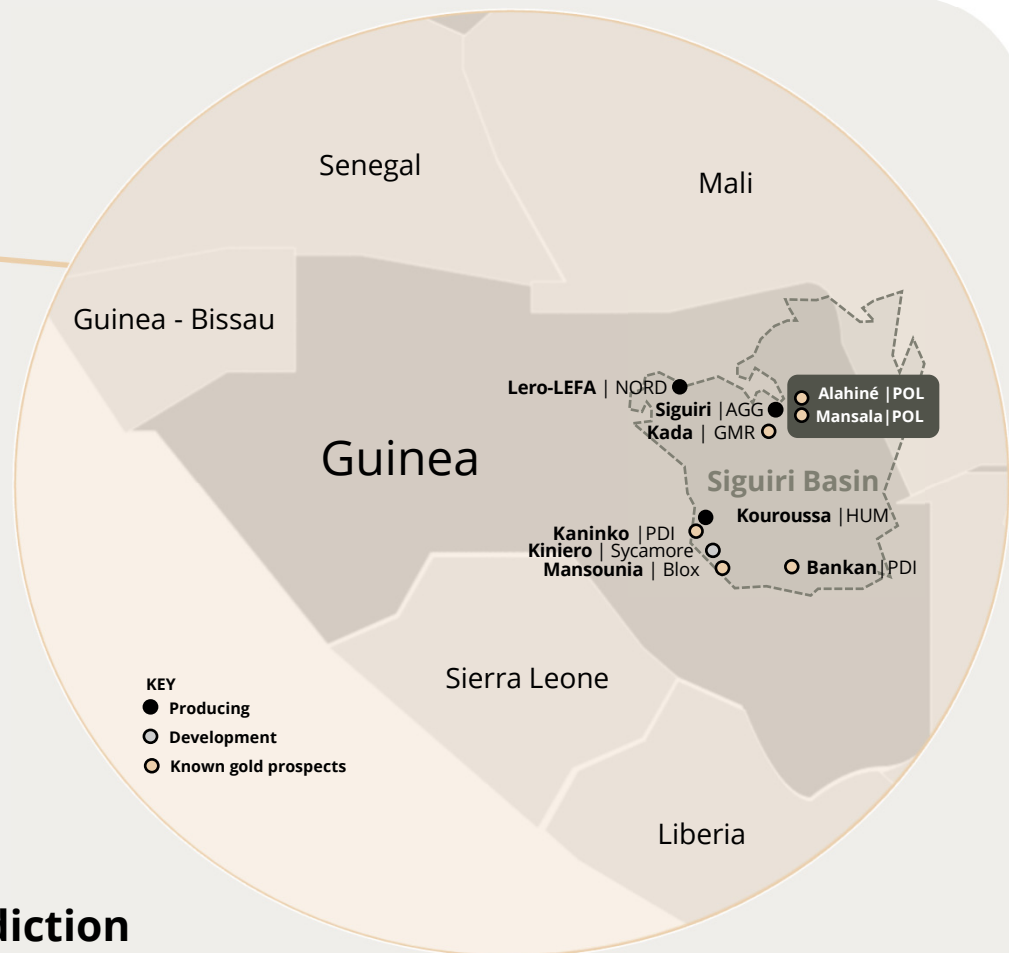 Senegal
Mali
Guinea - Bissau
Lero-LEFA | NORD
Alahiné |POL
Siguiri |AGG
Mansala|POL
Kada | GMR
Guinea
Siguiri Basin
Kouroussa |HUM
Kaninko |PDI
Kiniero | Sycamore
Mansounia | Blox
Bankan|PDI
Sierra Leone
KEY
Producing
Development
Known gold prospects
Liberia
diction